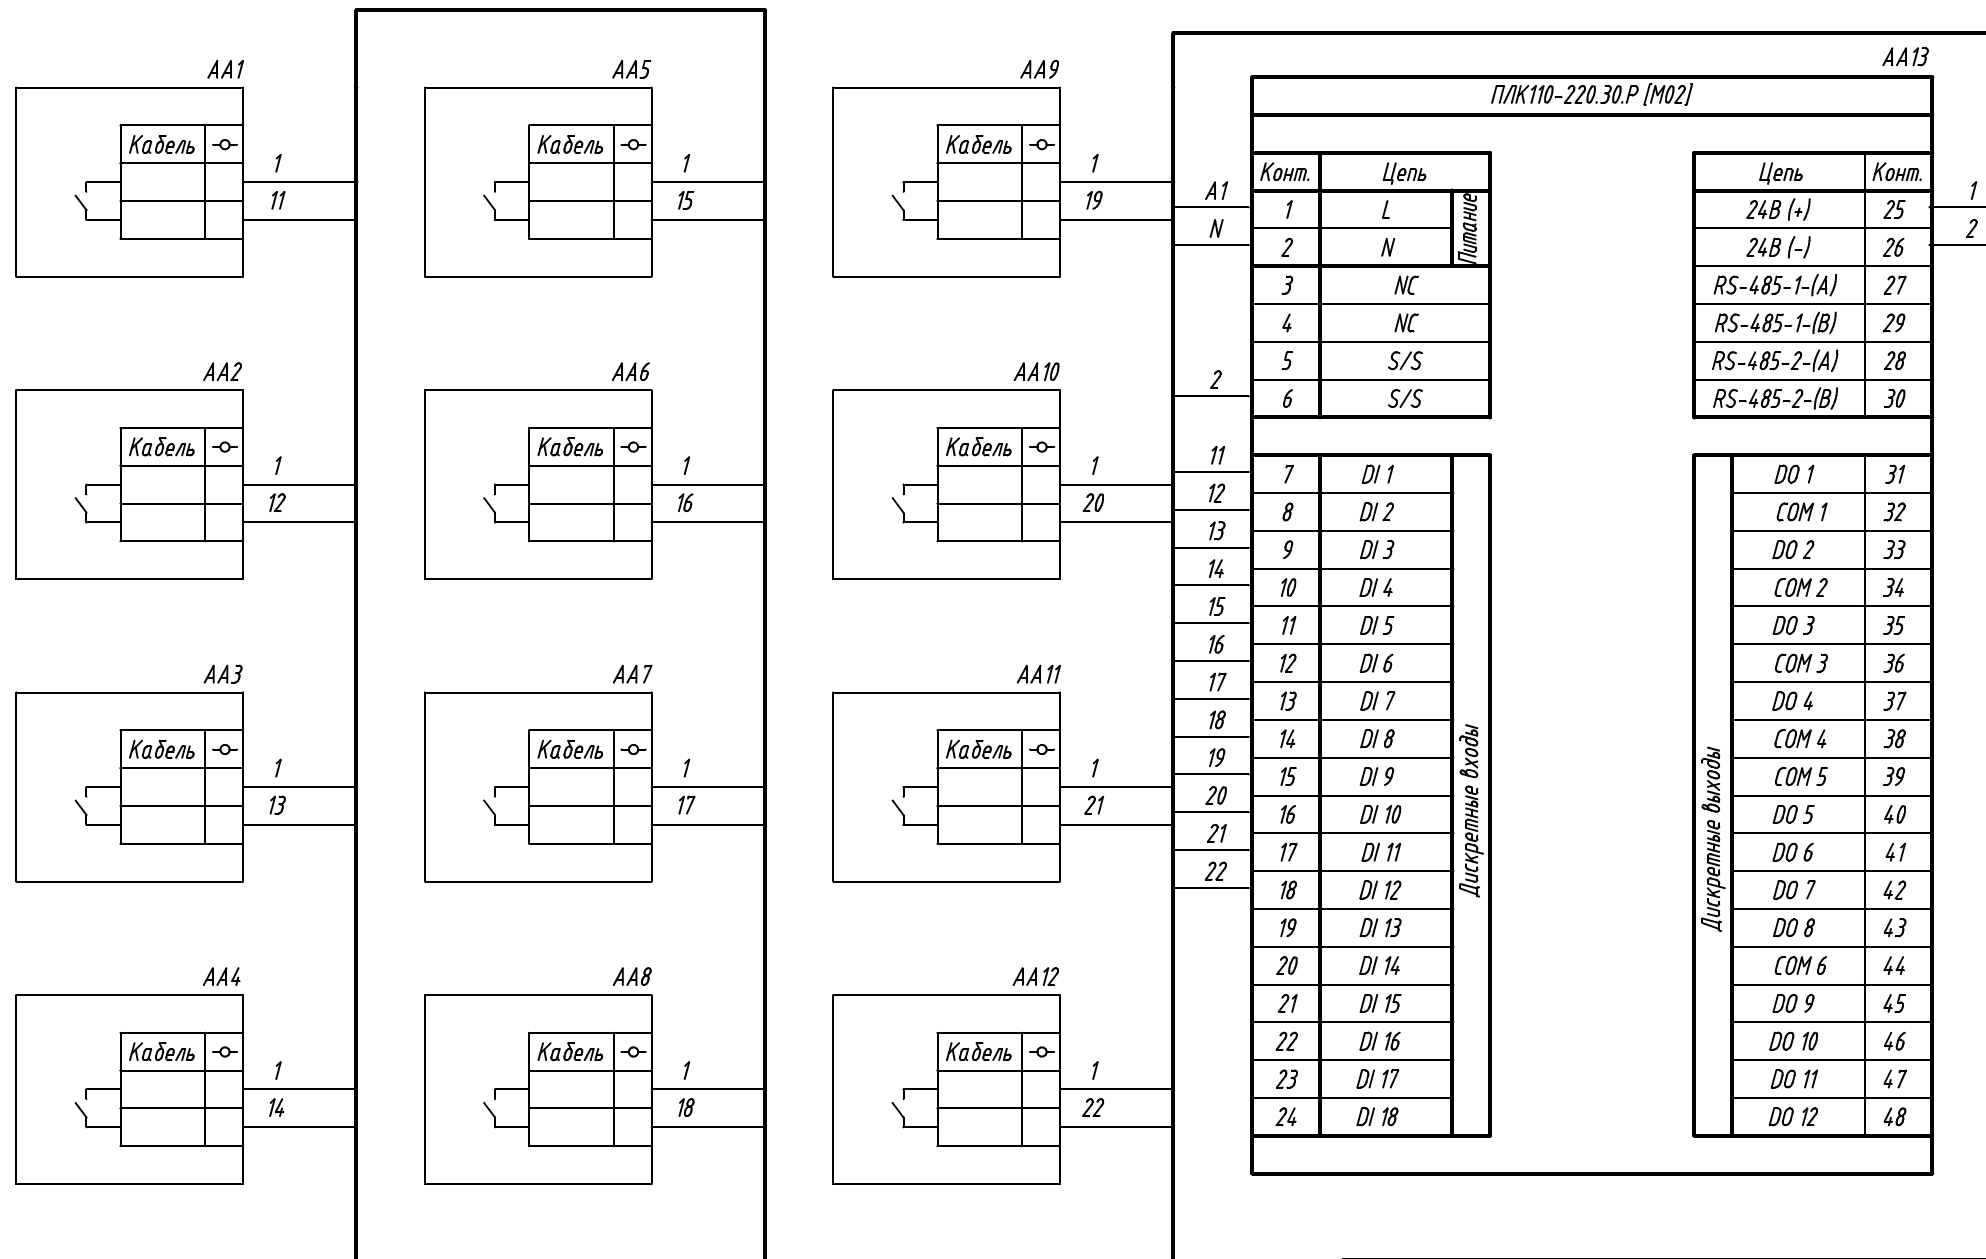 AA1
Кабель
1
11
AA2
Кабель
1
12
AA3
Кабель
1
13
AA4
Кабель
1
14
AA5
Кабель
1
15
AA6
Кабель
1
16
AA7
Кабель
1
17
AA8
Кабель
1
18
AA9
Кабель
1
19
AA10
Кабель
1
20
AA11
Кабель
1
21
AA12
Кабель
1
22
AA13
ПЛК110-220.30.Р [М02]
Конт. Цепь
A1 1 L
N 2 N
Питание
3 NC
4 NC
5 S/S
2 6 S/S
11 7 DI 1
12 8 DI 2
13 9 DI 3
14 10 DI 4
15 11 DI 5
16 12 DI 6
17 13 DI 7
18 14 DI 8
19 15 DI 9
20 16 DI 10
21 17 DI 11
22 18 DI 12
19 DI 13
20 DI 14
21 DI 15
22 DI 16
23 DI 17
24 DI 18
Дискретные входы
Цепь Конт.
24В (+) 25 1
24В (-) 26 2
RS-485-1-(A) 27
RS-485-1-(B) 29
RS-485-2-(A) 28
RS-485-2-(B) 30
Дискретные выходы
DO 1 31
COM 1 32
DO 2 33
COM 2 34
DO 3 35
COM 3 36
DO 4 37
COM 4 38
COM 5 39
DO 5 40
DO 6 41
DO 7 42
DO 8 43
COM 6 44
DO 9 45
DO 10 46
DO 11 47
DO 12 48